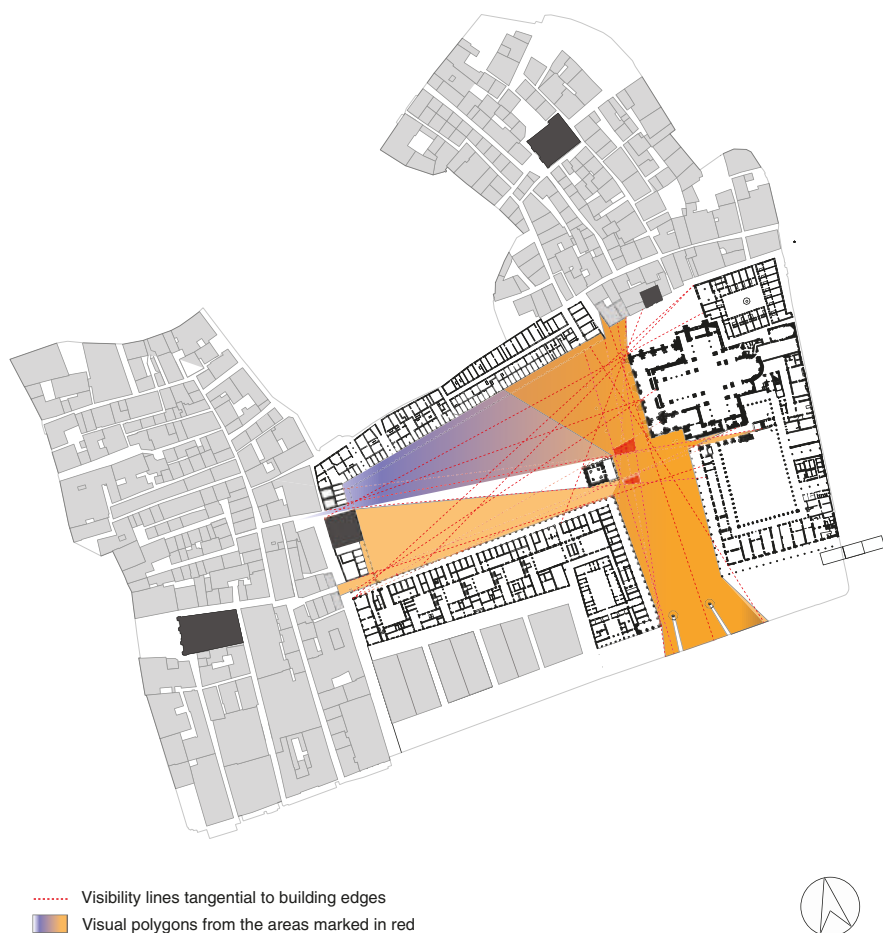 Visibility lines tangential to building edges
Visual polygons from the areas marked in red